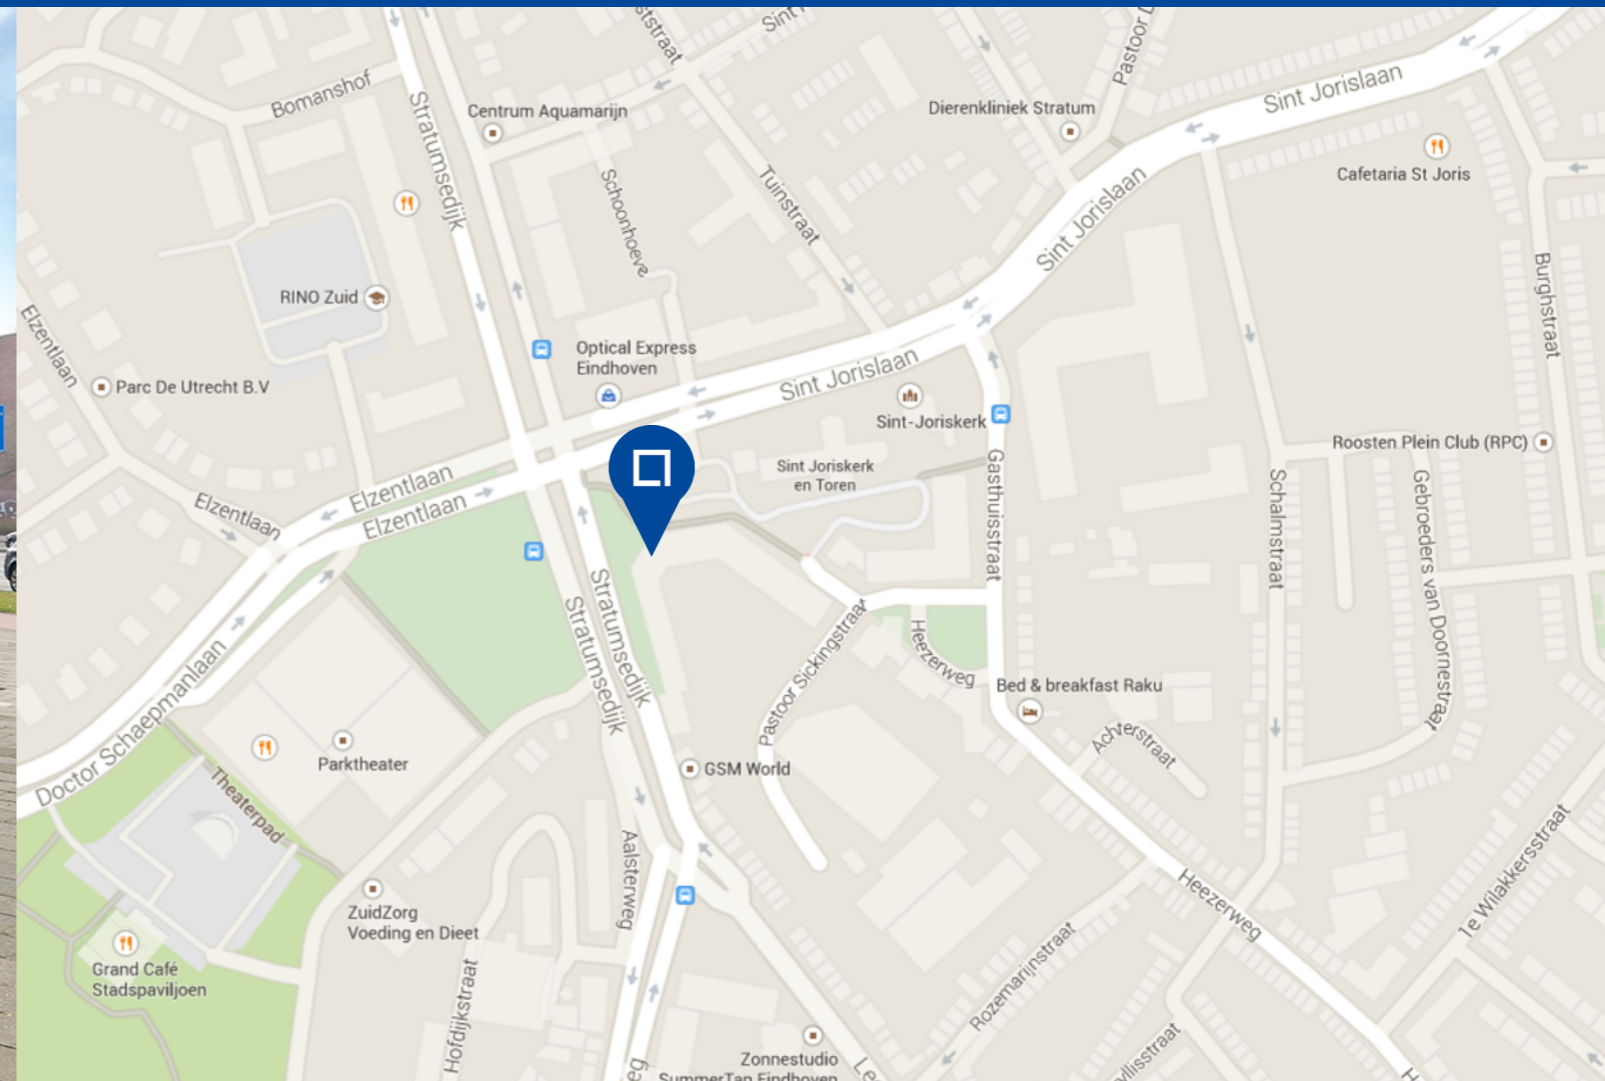 Bomanshof
Stratumsedijk
Centrum Aquamarijn
Schoonhoeve
Tuinstraat
Dierenkliniek Stratum
Sint Jorislaan
Cafetaria St Joris
Sint Jorislaan
Burghstraat
RINO Zuid
Elzentlaan
Parc De Utrecht B.V
Optical Express
Eindhoven
Sint Jorislaan
Sint-Joriskerk
Roosten Plein Club (RPC)
Sint Joriskerk
en Toren
Elzentlaan
Elzentlaan
Elzentlaan
Gasthuisstraat
Schalmstraat
Gebroeders van Doornestraat
Stratumsedijk
Stratumsedijk
Pastoor Sickingstraat
Heezerweg
Bed & breakfast Raku
Achterstraat
Doctor Schaepmanlaan
Parktheater
GSM World
Theaterpad
Aalsterweg
Heezerweg
1e Wilakkersstraat
ZuidZorg
Voeding en Dieet
Grand Café
Stadspaviljoen
Hofdijkstraat
Rozemarijnstraat
Zonnestudio
SummerTan Eindhoven